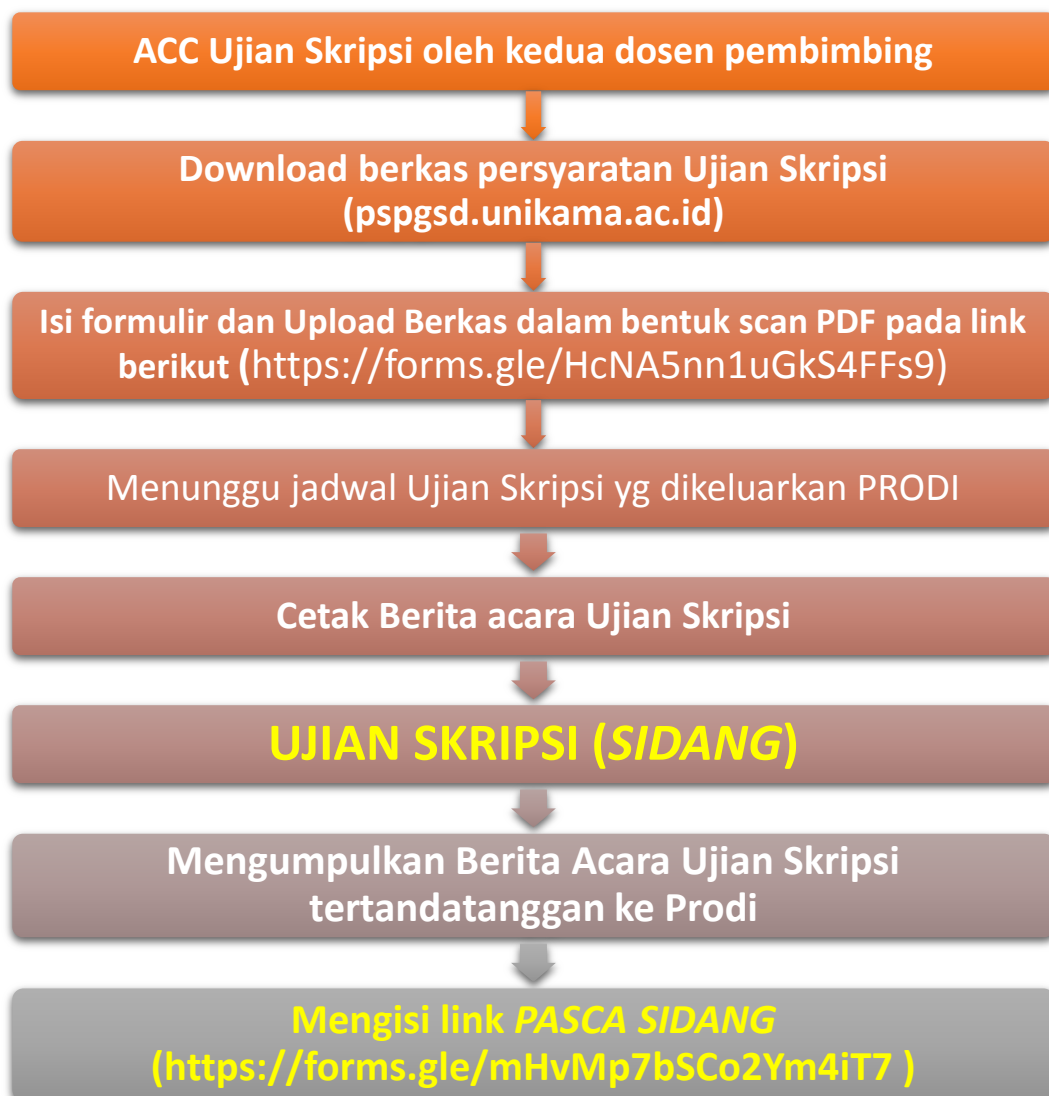 ACC Ujian Skripsi oleh kedua dosen pembimbing
Download berkas persyaratan Ujian Skripsi
(pspgsd.unikama.ac.id)
Isi formulir dan Upload Berkas dalam bentuk scan PDF pada link
berikut (https://forms.gle/HcNA5nn1uGkS4FFs9)
Menunggu jadwal Ujian Skripsi yg dikeluarkan PRODI
Cetak Berita acara Ujian Skripsi
UJIAN SKRIPSI (SIDANG)
Mengumpulkan Berita Acara Ujian Skripsi
tertandatanggan ke Prodi
Mengisi link PASCA SIDANG
(https://forms.gle/mHvMp7bSCo2Ym4iT7 )